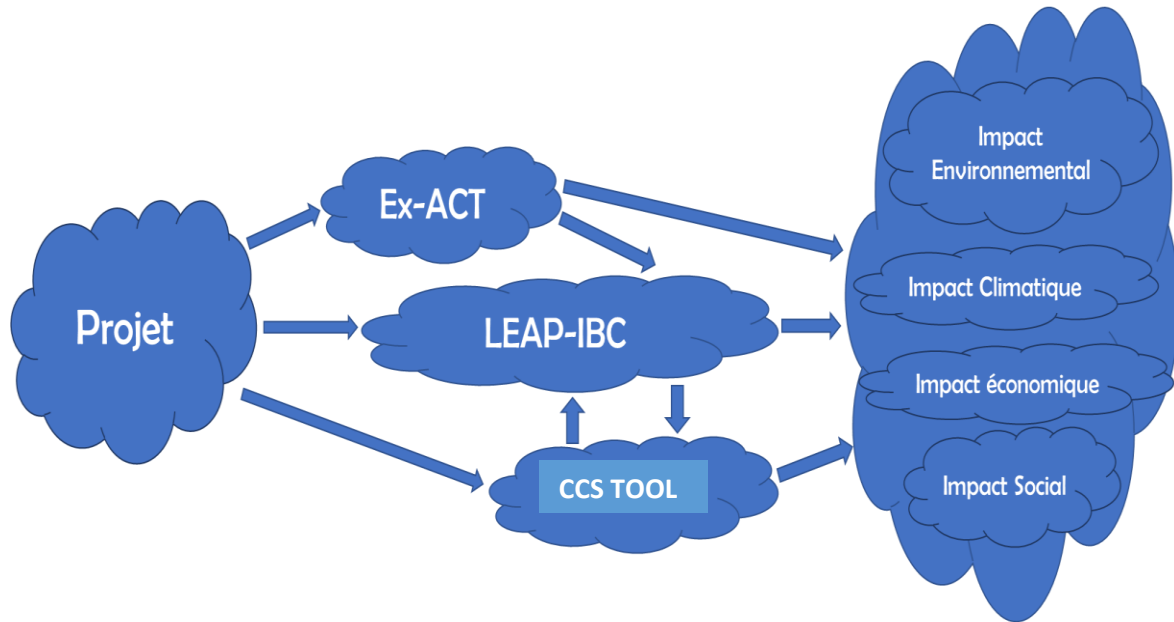 Projet
Ex-ACT
LEAP-IBC
CCS TOOL
Impact
Environnemental
Impact Climatique
Impact économique
Impact Social